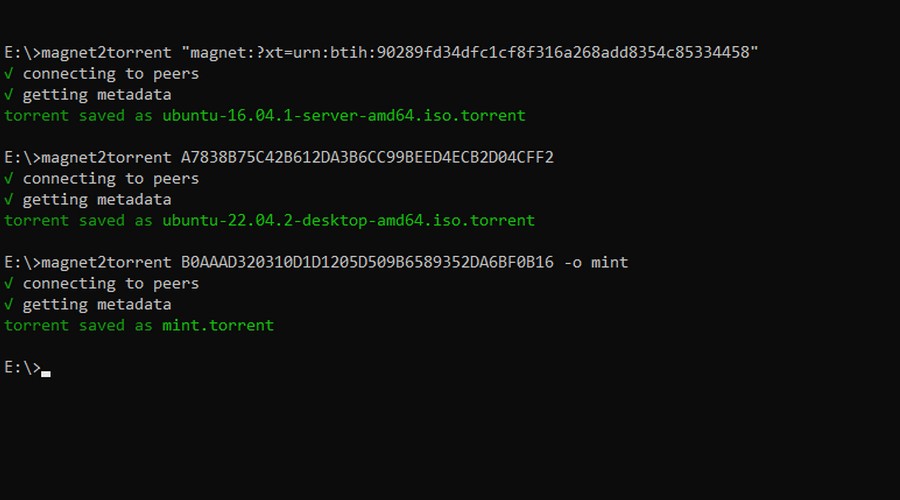 E:\>magnet2torrent "magnet:?xt=urn:btih:90289fd34dfc1cf8f316a268add8354c85334458"
√ connecting to peers
√ getting metadata
torrent saved as ubuntu-16.04.1-server-amd64.iso.torrent
E:\>magnet2torrent A7838B75C42B612DA3B6CC99BEED4ECB2D04CFF2
√ connecting to peers
√ getting metadata
torrent saved as ubuntu-22.04.2-desktop-amd64.iso.torrent
E:\>magnet2torrent B0AAAD320310D1D1205D509B6589352DA6BF0B16 -o mint
√ connecting to peers
√ getting metadata
torrent saved as mint.torrent
E:\>